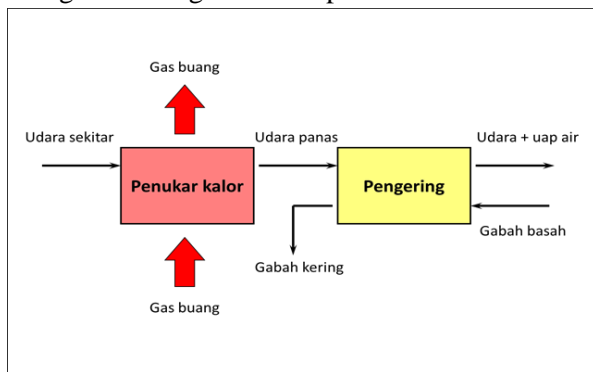 Gas buang
Udara sekitar
Udara panas
Udara + uap air
Penukar kalor
Pengering
Gabah basah
Gabah kering
Gas buang